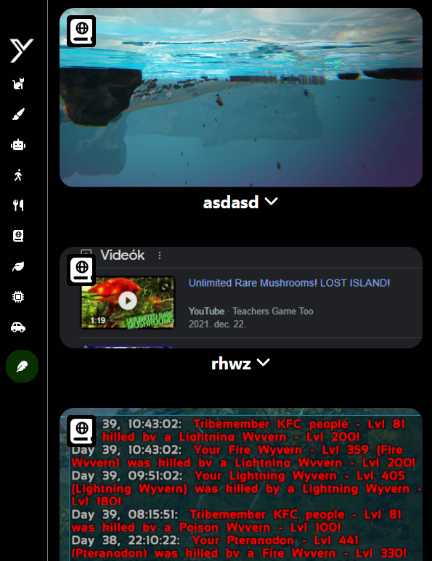 asdasd
Videók
Unlimited Rare Mushrooms! LOST ISLAND!
YouTube · Teachers Game Too
2021. dec. 22.
1:19
UNLIMITED RARE
MUSHROOMS
rhwz
39, 10:43:02: Tribemember KFC people - Lvl 81
killed by a Lightning Wyvern - Lvl 200!
Day 39, 10:43:02: Your Fire Wyvern - Lvl 359 (Fire
Wyvern) was killed by a Lightning Wyvern - Lvl 200!
Day 39, 09:51:02: Your Lightning Wyvern - Lvl 405
(Lightning Wyvern) was killed by a Lightning Wyvern -
Lvl 180!
Day 39, 08:15:51: Tribemember KFC people - Lvl 81
was killed by a Poison Wyvern - Lvl 100!
Day 38, 22:10:22: Your Pteranodon - Lvl 441
(Pteranodon) was killed by a Fire Wyvern - Lvl 330!